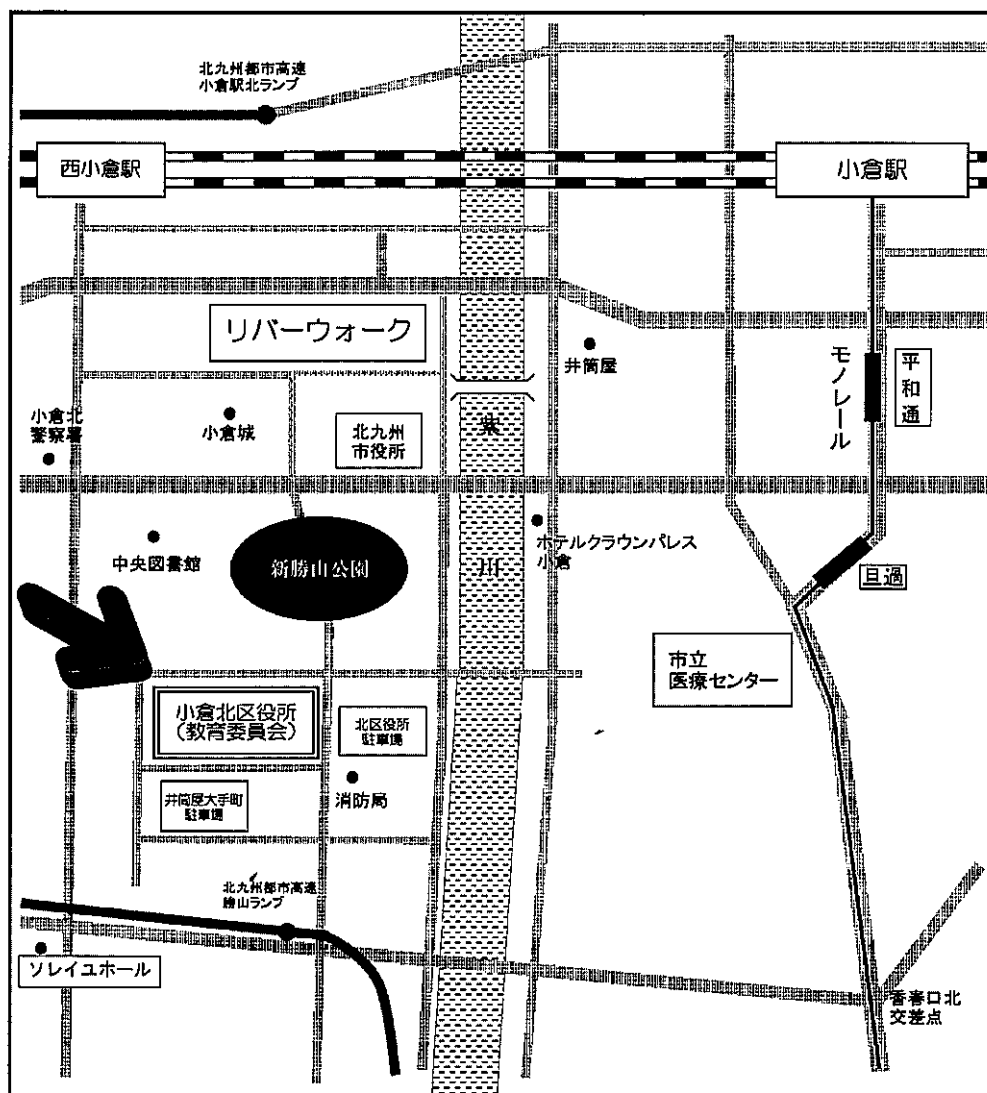 北九州都市高速
小倉駅北ランプ
西小倉駅
小倉駅
リバーウォーク
井筒屋
モノレール
平和通
小倉北
警察署
小倉城
北九州
市役所
紫
川
中央図書館
新勝山公園
ホテルクラウンパレス
小倉
旦過
市立
医療センター
小倉北区役所
(教育委員会)
北区役所
駐車場
井筒屋大手町
駐車場
消防局
北九州都市高速
勝山ランプ
ソレイユホール
香春口北
交差点